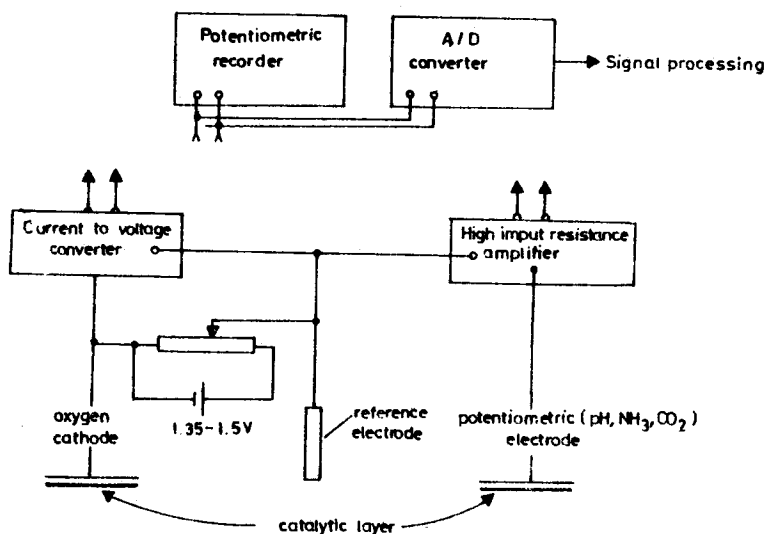 Potentiometric
recorder
A/D
converter
Signal processing
Current to voltage
converter
High imput resistance
amplifier
1.35-1.5V
oxygen
cathode
reference
electrode
potentiometric (pH, NH₃, CO₂)
electrode
catalytic layer